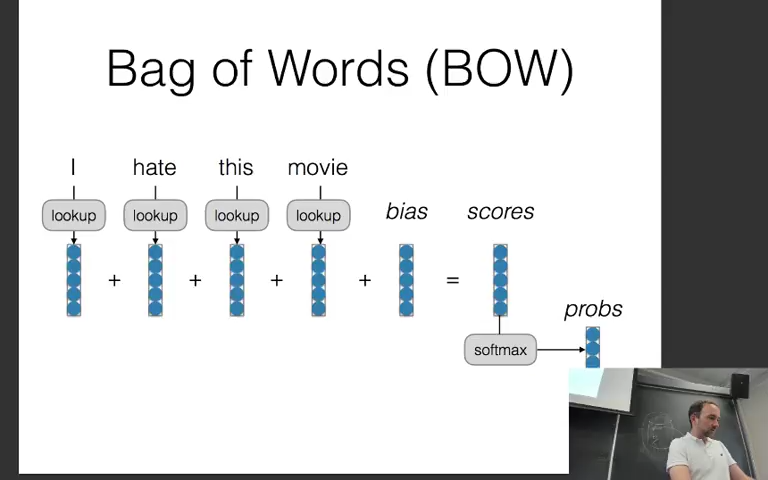 Bag of Words (BOW)
I hate this movie
lookup lookup lookup lookup bias scores
+ + + + =
probs
softmax